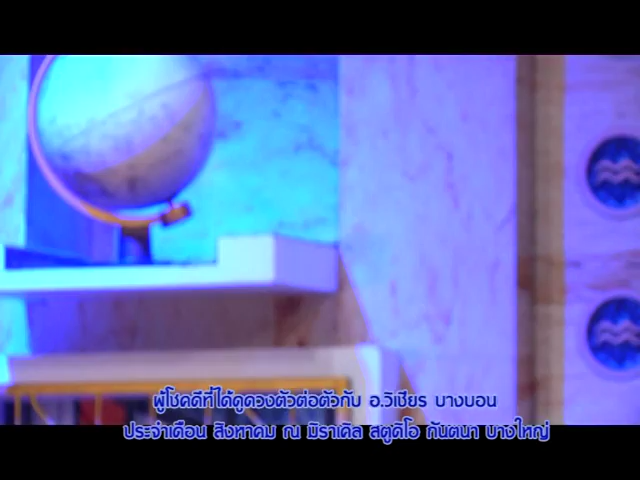 ผู้โชคดีที่ได้ดูดวงตัวต่อตัวกับ อ.วิเชียร บางบอน
ประจำเดือน สิงหาคม ณ มิราเคิล สตูดิโอ กันตนา บางใหญ่